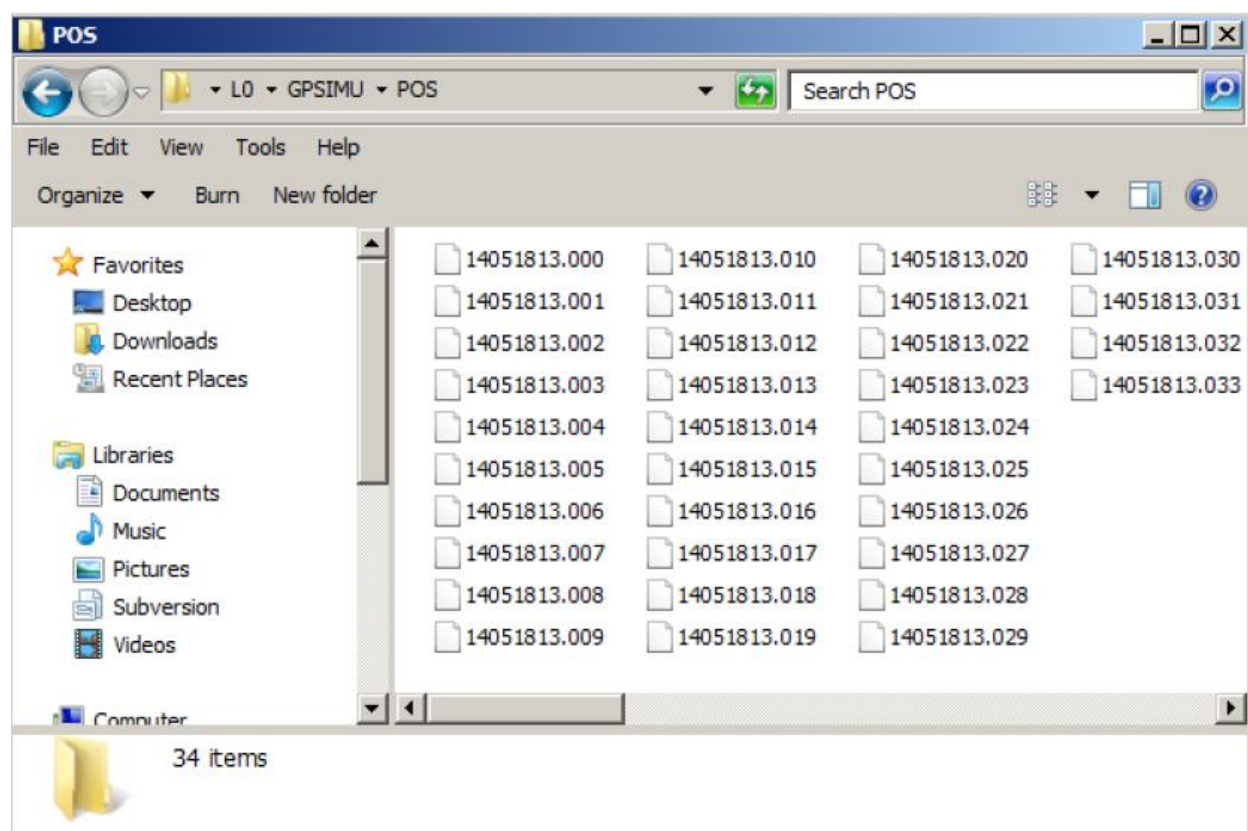 POS
L0 GPSIMU POS
Search POS
File Edit View Tools Help
Organize Burn New folder
Favorites
Desktop
Downloads
Recent Places
Libraries
Documents
Music
Pictures
Subversion
Videos
Computer
14051813.000 14051813.010 14051813.020 14051813.030
14051813.001 14051813.011 14051813.021 14051813.031
14051813.002 14051813.012 14051813.022 14051813.032
14051813.003 14051813.013 14051813.023 14051813.033
14051813.004 14051813.014 14051813.024
14051813.005 14051813.015 14051813.025
14051813.006 14051813.016 14051813.026
14051813.007 14051813.017 14051813.027
14051813.008 14051813.018 14051813.028
14051813.009 14051813.019 14051813.029
34 items